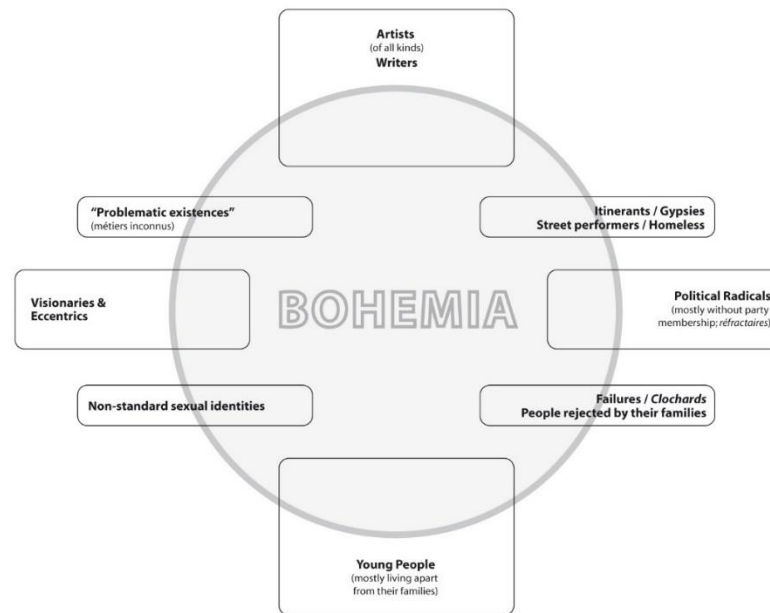 Artists
(of all kinds)
Writers
"Problematic existences"
(métiers inconnus)
Itinerants / Gypsies
Street performers / Homeless
Visionaries &
Eccentrics
BOHEMIA
Political Radicals
(mostly without party
membership; réfractaires)
Non-standard sexual identities
Failures / Clochards
People rejected by their families
Young People
(mostly living apart
from their families)